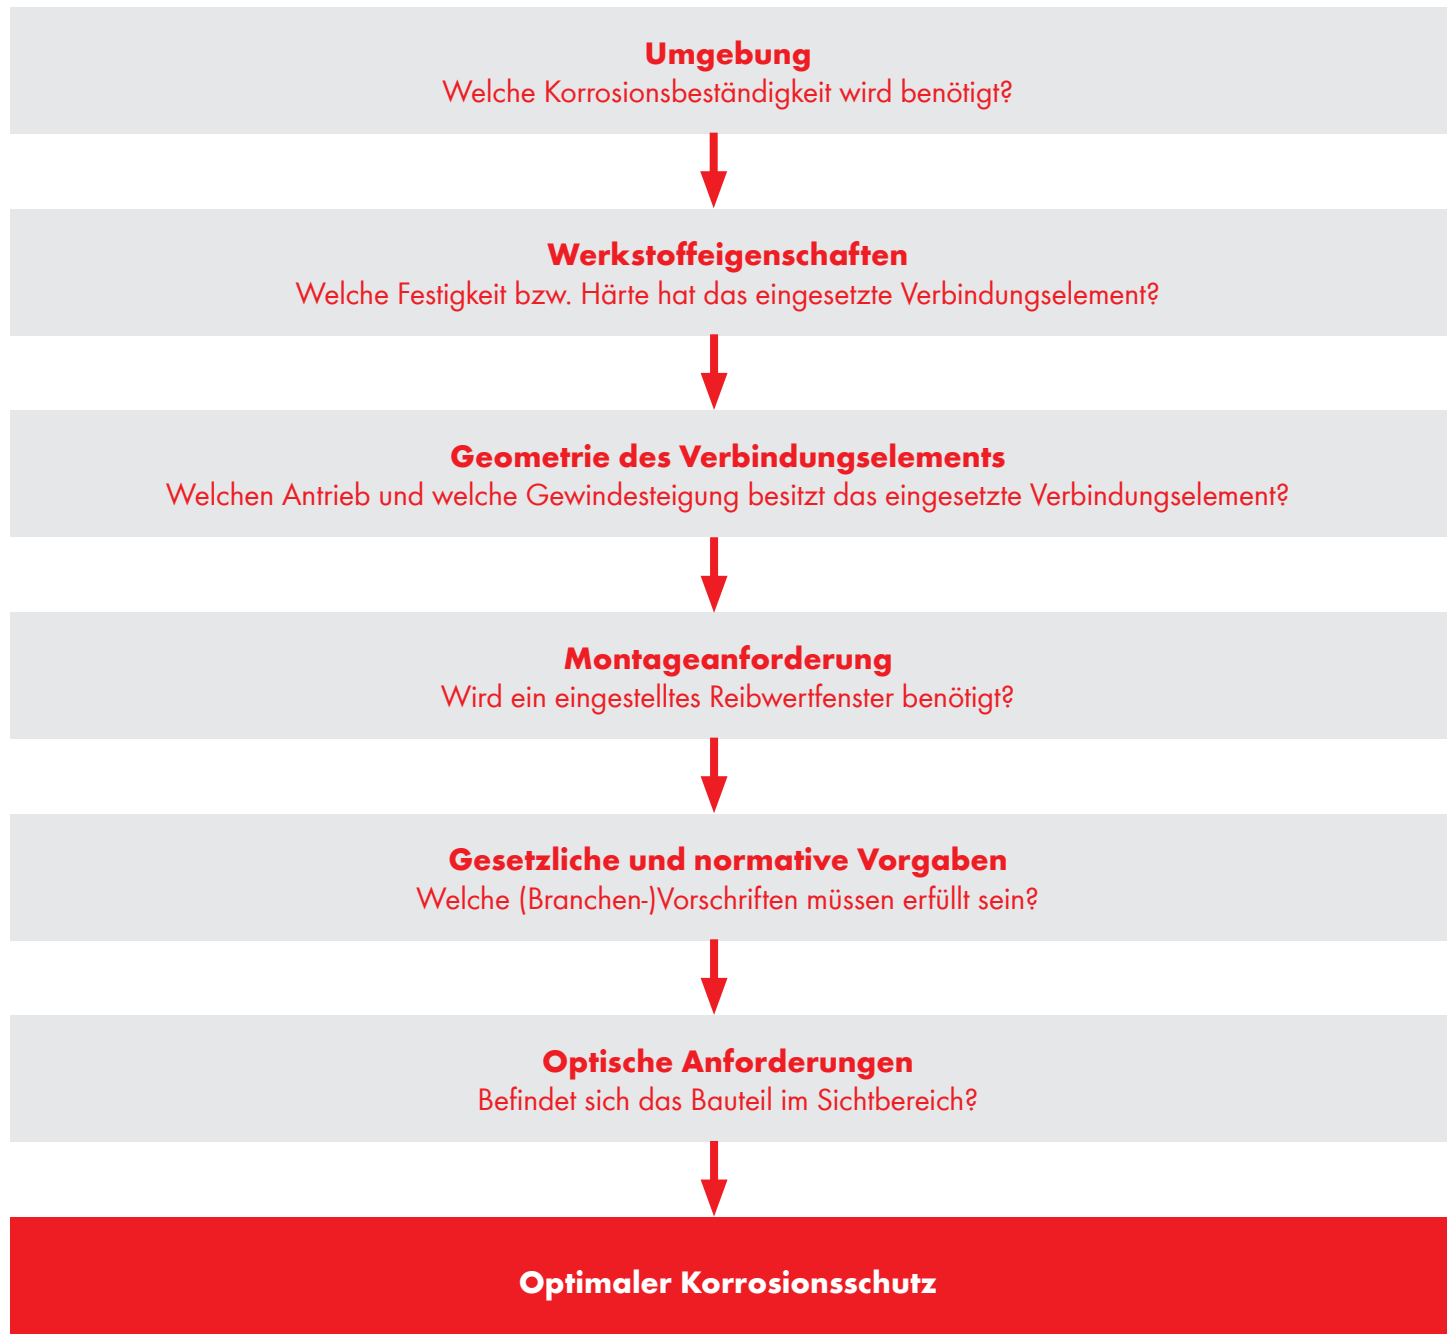 Umgebung
Welche Korrosionsbeständigkeit wird benötigt?
Werkstoffeigenschaften
Welche Festigkeit bzw. Härte hat das eingesetzte Verbindungselement?
Geometrie des Verbindungselements
Welchen Antrieb und welche Gewindesteigung besitzt das eingesetzte Verbindungselement?
Montageanforderung
Wird ein eingestelltes Reibwertfenster benötigt?
Gesetzliche und normative Vorgaben
Welche (Branchen-)Vorschriften müssen erfüllt sein?
Optische Anforderungen
Befindet sich das Bauteil im Sichtbereich?
Optimaler Korrosionsschutz